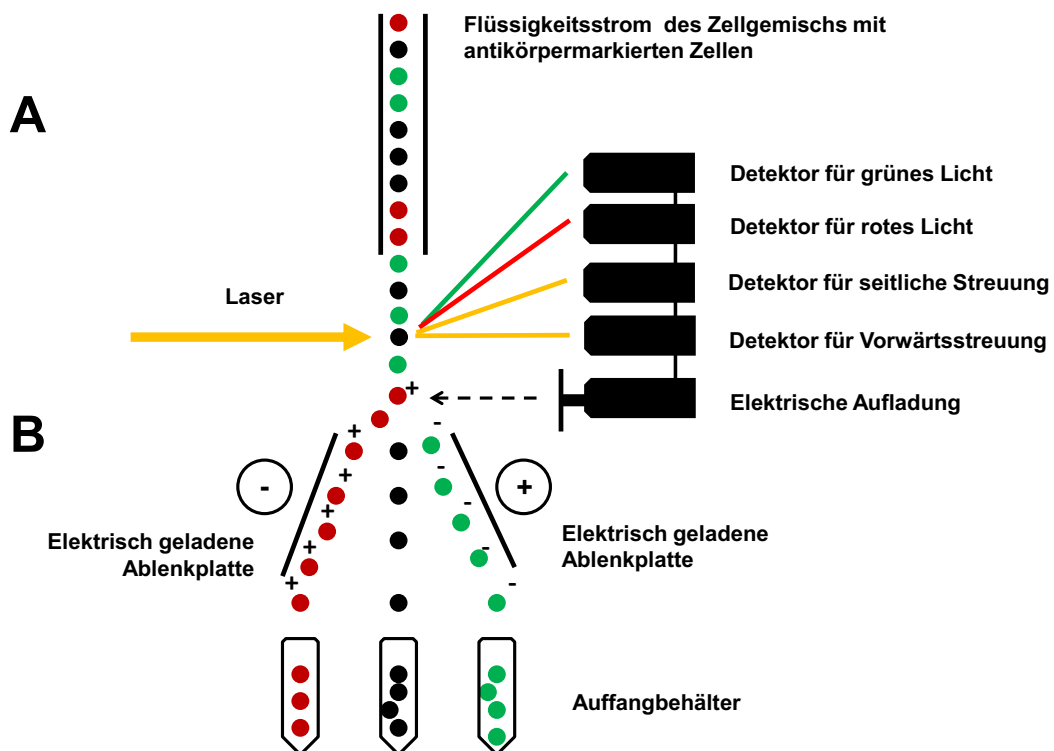 Flüssigkeitsstrom des Zellgemischs mit
antikörpermarkierten Zellen
A
Detektor für grünes Licht
Detektor für rotes Licht
Laser
Detektor für seitliche Streuung
Detektor für Vorwärtsstreuung
+
Elektrische Aufladung
B
+
-
-
+
+
-
-
+
-
+
Elektrisch geladene
Ablenkplatte
Elektrisch geladene
Ablenkplatte
+
-
+
-
Auffangbehälter